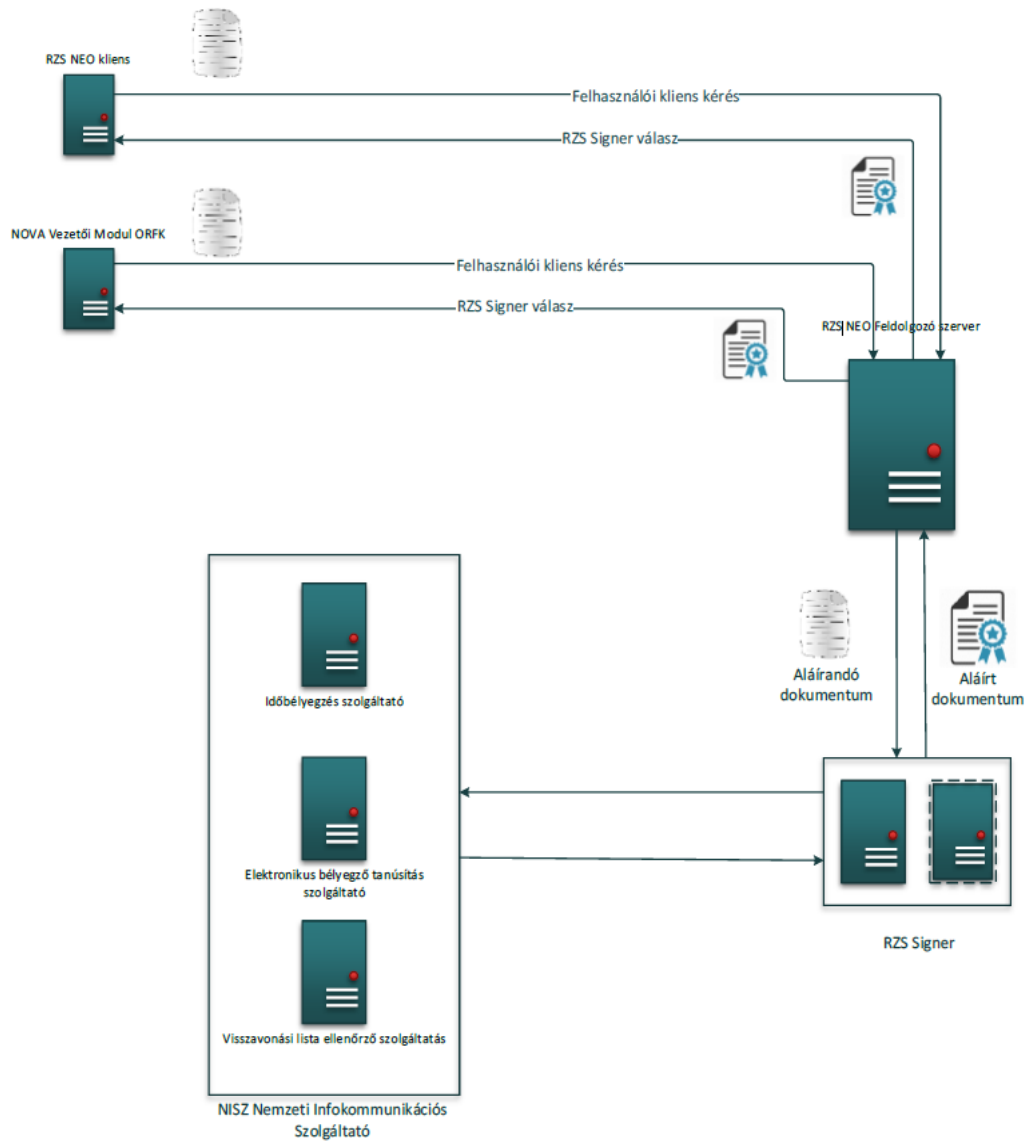 RZS NEO kliens
Felhasználói kliens kérés
RZS Signer válasz
NOVA Vezetői Modul ORFK
Felhasználói kliens kérés
RZS Signer válasz
RZS NEO Feldolgozó szerver
Aláírandó
dokumentum
Aláírt
dokumentum
Időbélyegzés szolgáltató
Elektronikus bélyegző tanúsítás
szolgáltató
Visszavonási lista ellenőrző szolgáltatás
RZS Signer
NISZ Nemzeti Infokommunikációs
Szolgáltató